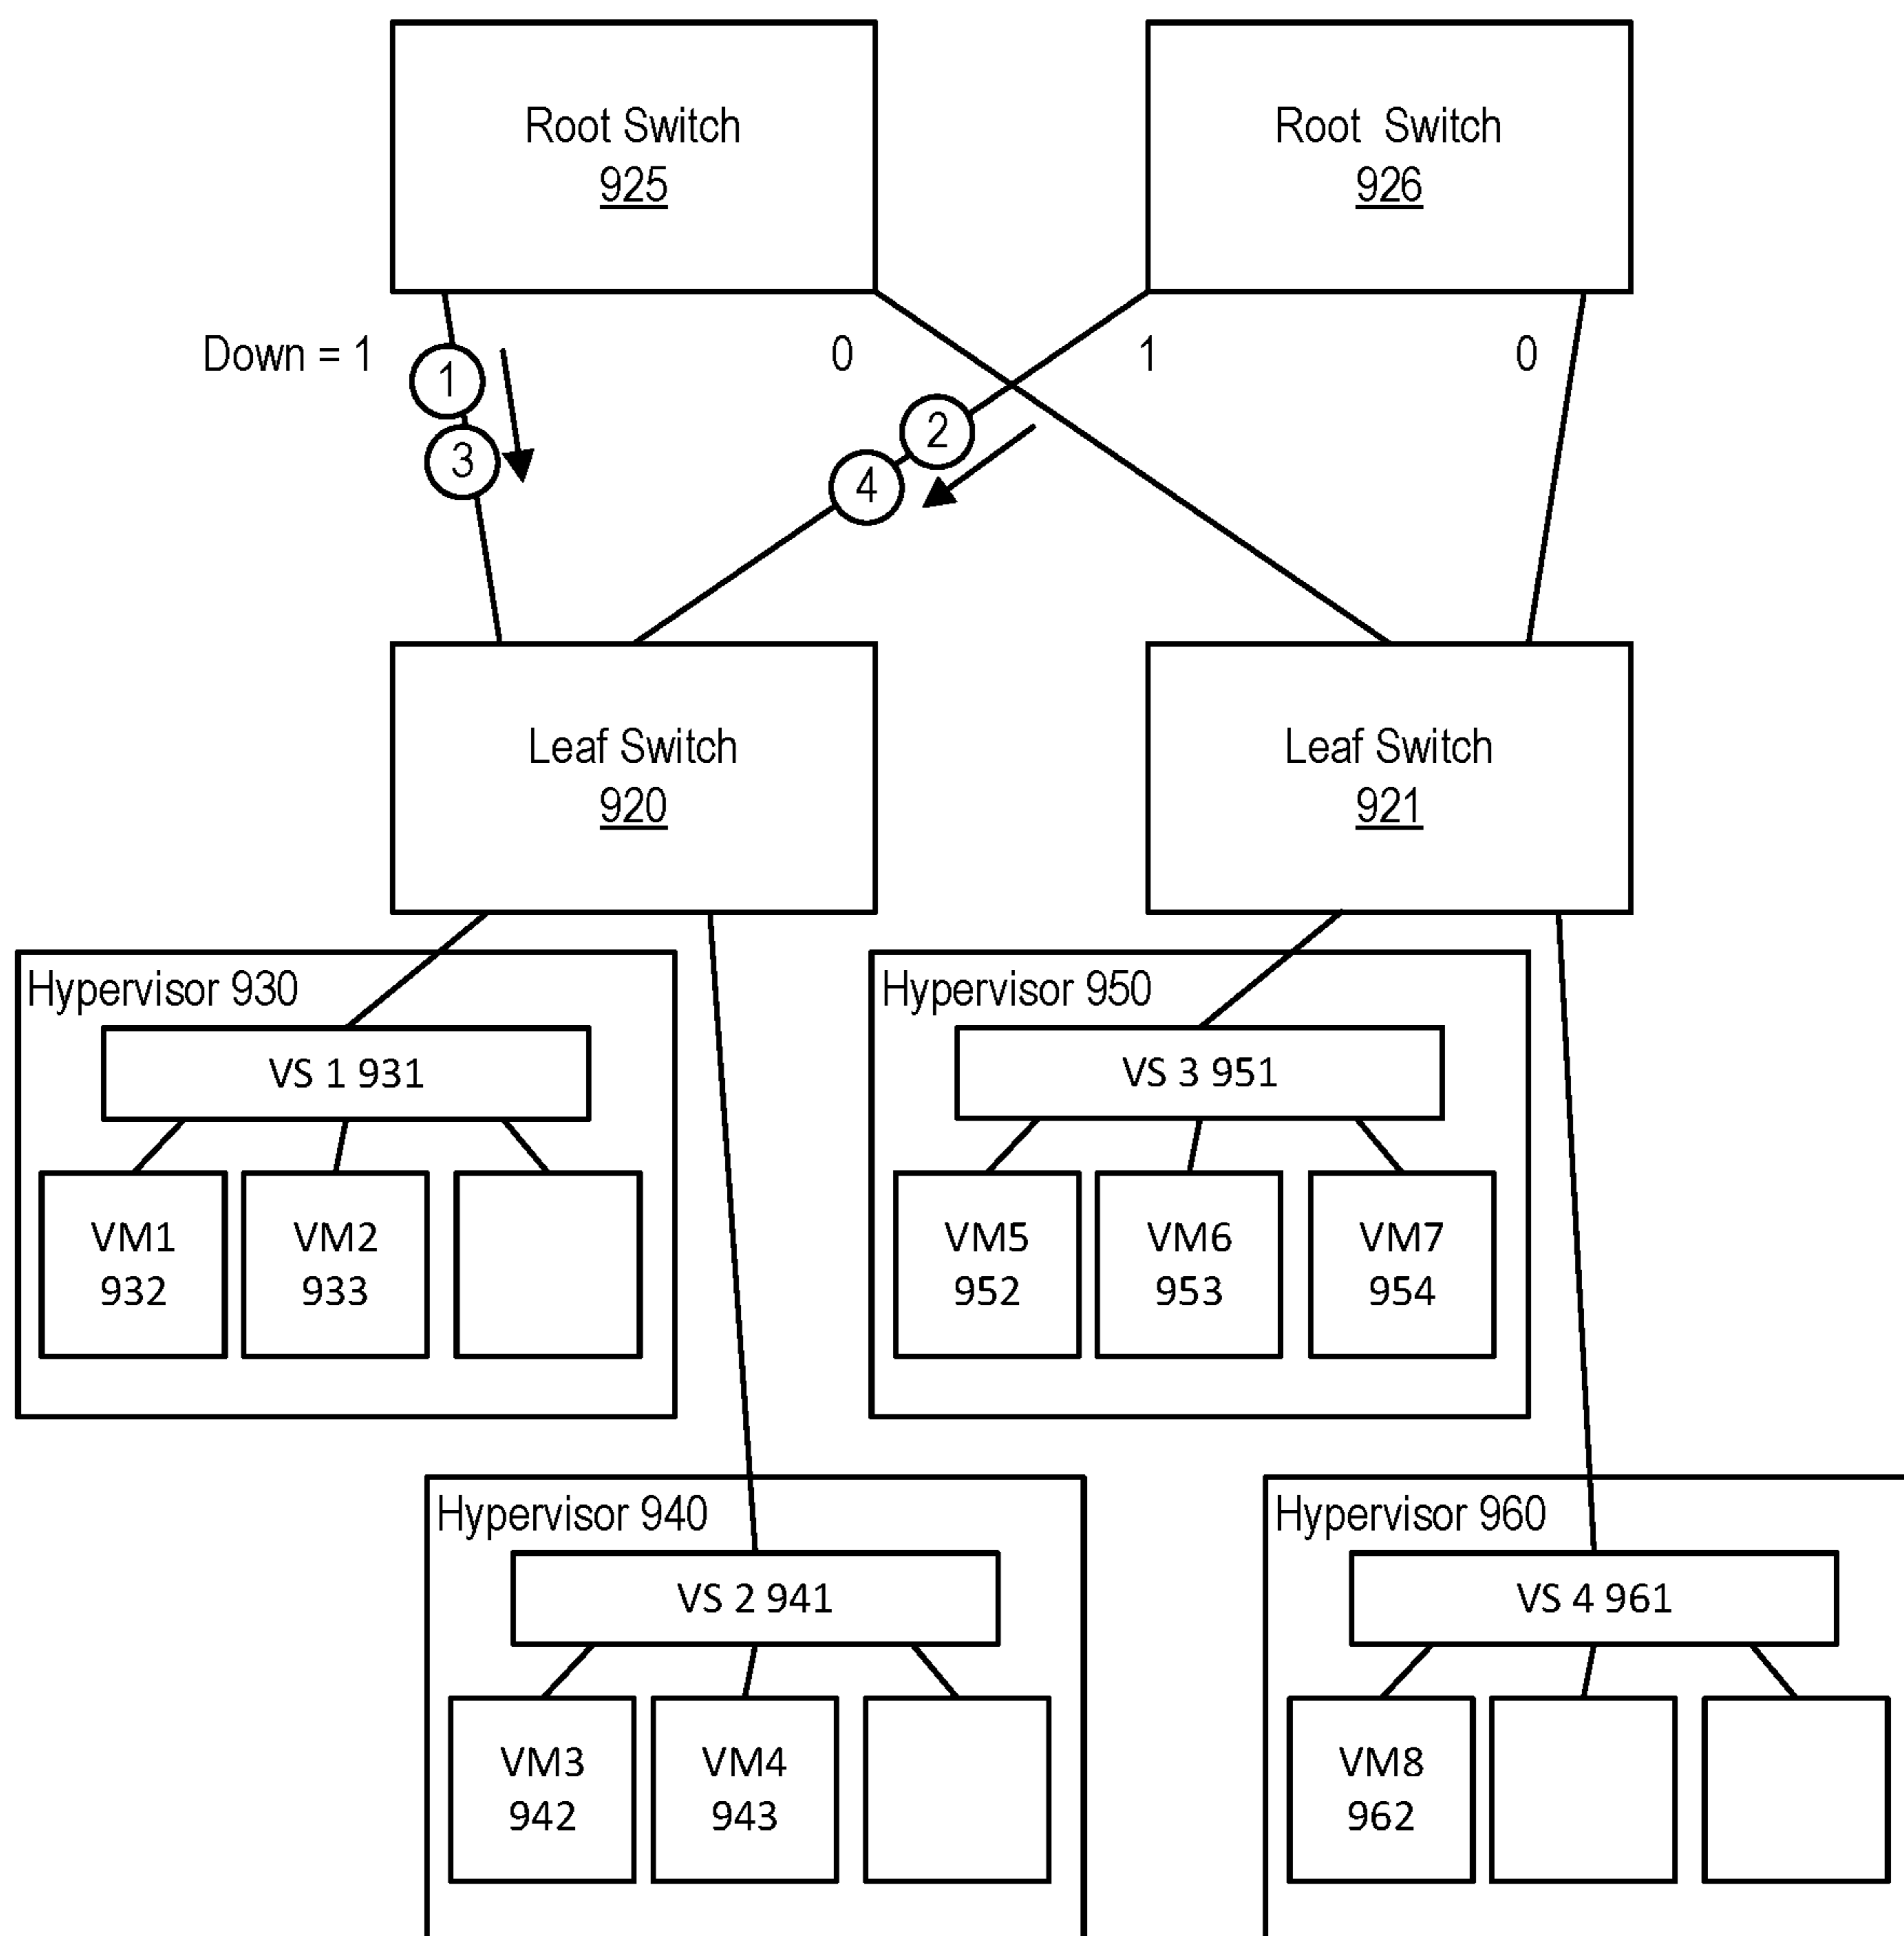 Root Switch
925
Root Switch
926
Down = 1
0
1
0
1
3
2
4
Leaf Switch
920
Leaf Switch
921
Hypervisor 930
VS 1 931
VM1
932
VM2
933
Hypervisor 950
VS 3 951
VM5
952
VM6
953
VM7
954
Hypervisor 940
VS 2 941
VM3
942
VM4
943
Hypervisor 960
VS 4 961
VM8
962